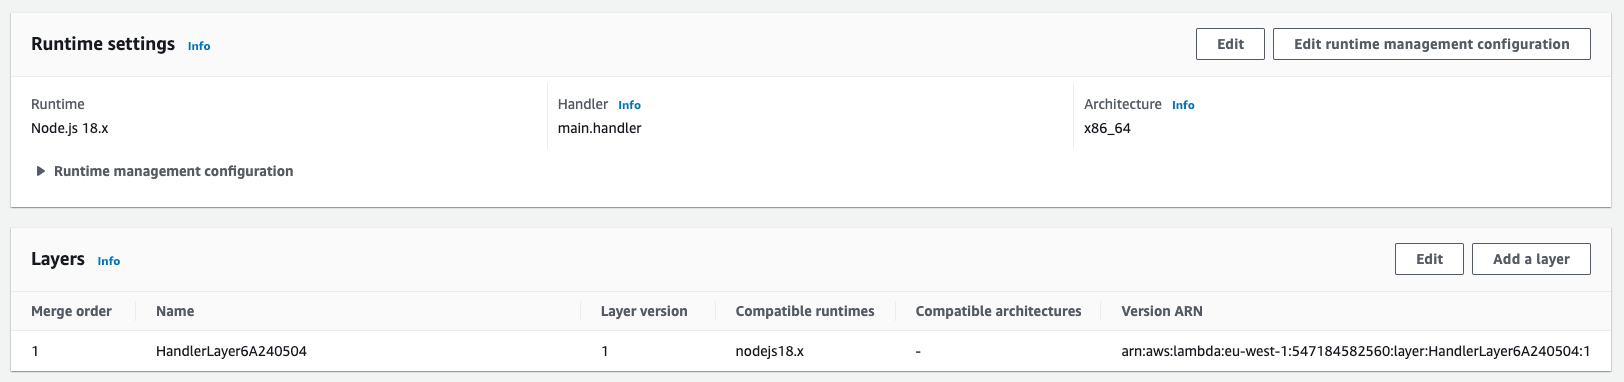 Runtime settings Info Edit Edit runtime management configuration
Runtime Handler Info Architecture Info
Node.js 18.x main.handler x86_64
Runtime management configuration
Layers Info Edit Add a layer
Merge order Name Layer version Compatible runtimes Compatible architectures Version ARN
1 HandlerLayer6A240504 1 nodejs18.x - arn:aws:lambda:eu-west-1:547184582560:layer:HandlerLayer6A240504:1